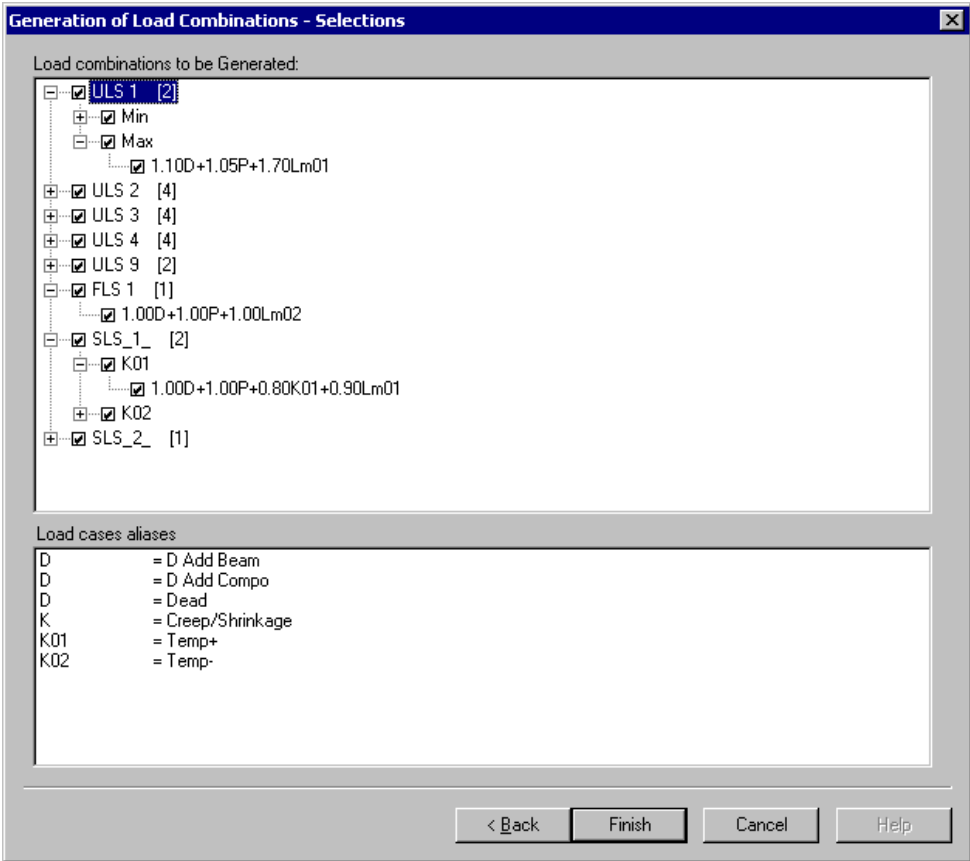 Generation of Load Combinations - Selections
Load combinations to be Generated:
ULS 1 [2]
Min
Max
1.10D+1.05P+1.70Lm01
ULS 2 [4]
ULS 3 [4]
ULS 4 [4]
ULS 9 [2]
FLS 1 [1]
1.00D+1.00P+1.00Lm02
SLS_1_ [2]
K01
1.00D+1.00P+0.80K01+0.90Lm01
K02
SLS_2_ [1]
Load cases aliases
D = D Add Beam
D = D Add Compo
D = Dead
K = Creep/Shrinkage
K01 = Temp+
K02 = Temp-
< Back Finish Cancel Help